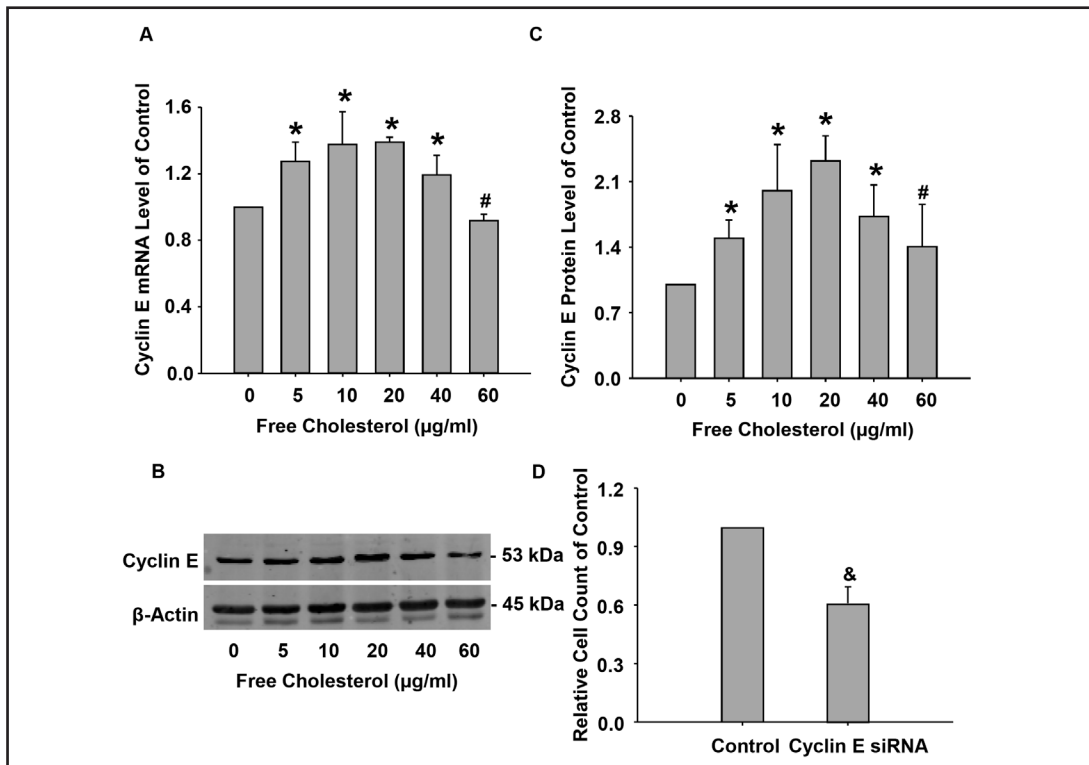 A
Cyclin E mRNA Level of Control
1.6
1.2
0.8
0.4
0.0
*
*
*
*
#
0 5 10 20 40 60
Free Cholesterol (µg/ml)
C
Cyclin E Protein Level of Control
2.8
2.1
1.4
0.7
0.0
*
*
*
*
#
0 5 10 20 40 60
Free Cholesterol (µg/ml)
B
Cyclin E - 53 kDa
β-Actin - 45 kDa
0 5 10 20 40 60
Free Cholesterol (µg/ml)
D
Relative Cell Count of Control
1.2
0.9
0.6
0.3
0.0
&
Control Cyclin E siRNA